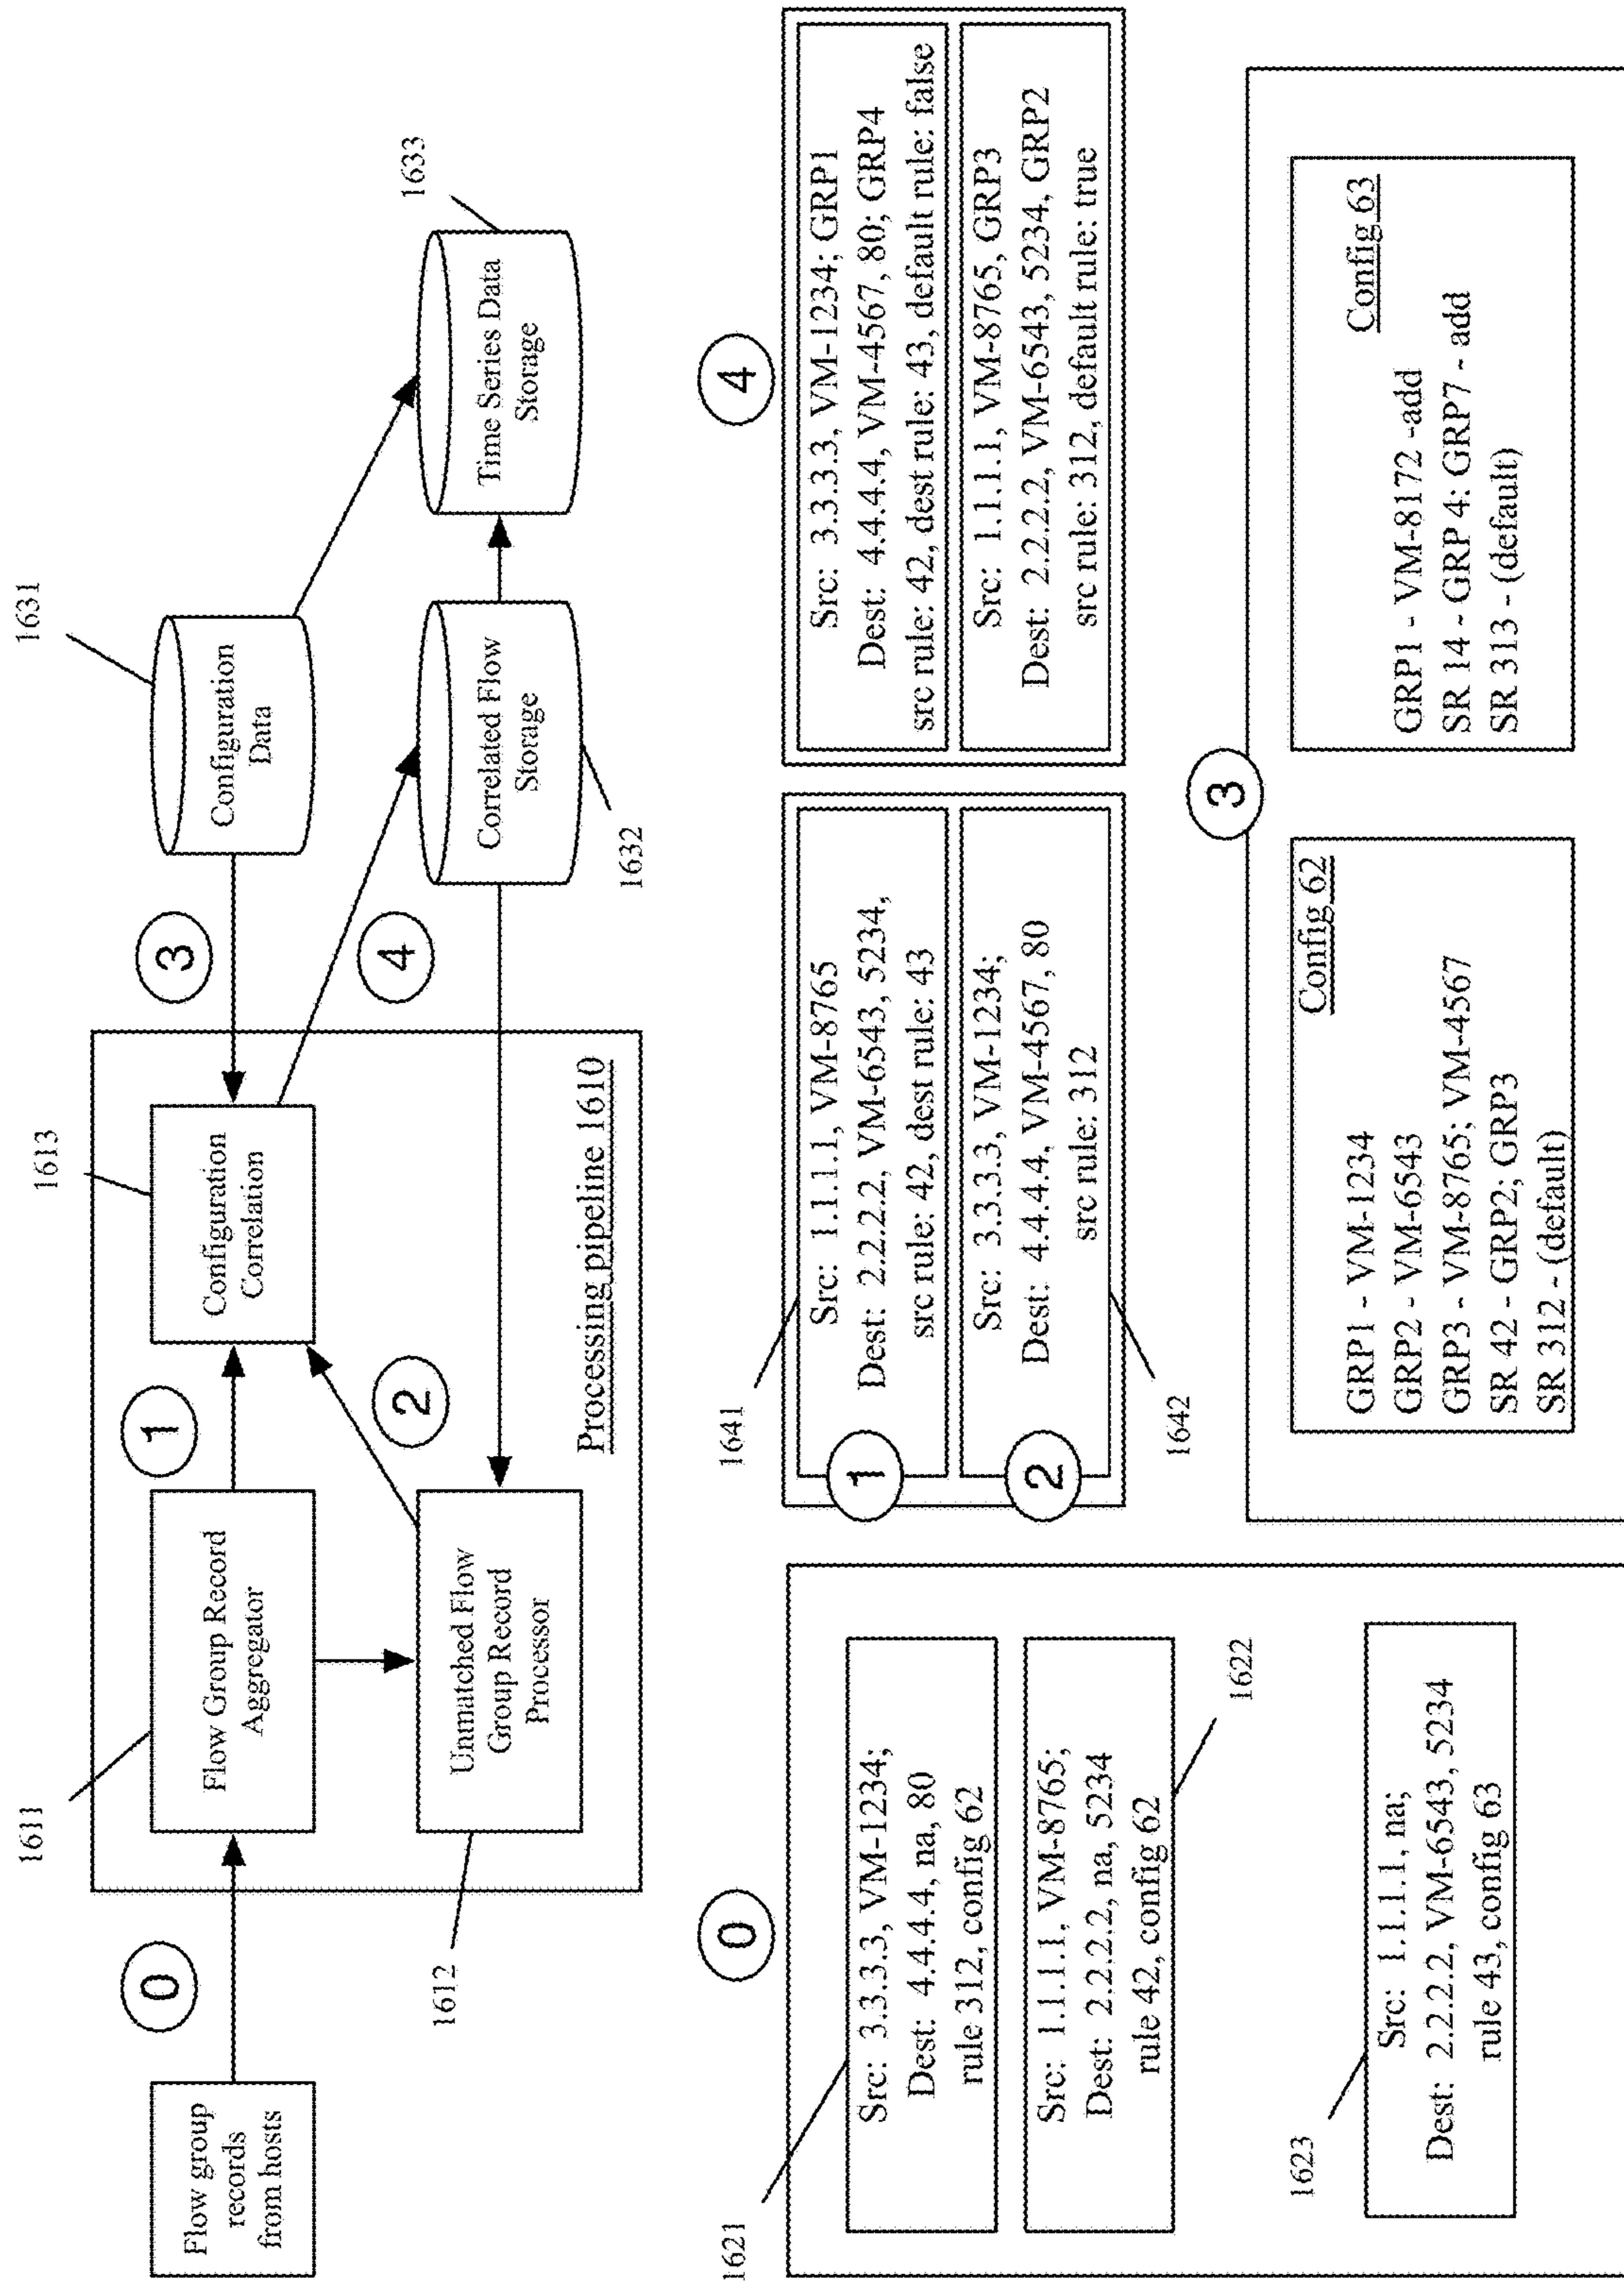 1611
1613
1631
0
1
3
Flow group
records
from hosts
Flow Group Record
Aggregator
Configuration
Correlation
Configuration
Data
1633
2
4
1612
Unmatched Flow
Group Record
Processor
Correlated Flow
Storage
Time Series Data
Storage
Processing pipeline 1610
1632
0
1621
Src: 3.3.3.3, VM-1234;
Dest: 4.4.4.4, na, 80
rule 312, config 62
Src: 1.1.1.1, VM-8765;
Dest: 2.2.2.2, na, 5234
rule 42, config 62
1622
1623
Src: 1.1.1.1, na;
Dest: 2.2.2.2, VM-6543, 5234
rule 43, config 63
1641
1
Src: 1.1.1.1, VM-8765
Dest: 2.2.2.2, VM-6543, 5234,
src rule: 42, dest rule: 43
2
Src: 3.3.3.3, VM-1234;
Dest: 4.4.4.4, VM-4567, 80
src rule: 312
1642
4
Src: 3.3.3.3, VM-1234; GRP1
Dest: 4.4.4.4, VM-4567, 80; GRP4
src rule: 42, dest rule: 43, default rule: false
Src: 1.1.1.1, VM-8765, GRP3
Dest: 2.2.2.2, VM-6543, 5234, GRP2
src rule: 312, default rule: true
3
Config 62
GRP1 - VM-1234
GRP2 - VM-6543
GRP3 - VM-8765; VM-4567
SR 42 - GRP2; GRP3
SR 312 - (default)
Config 63
GRP1 - VM-8172 -add
SR 14 - GRP 4: GRP7 - add
SR 313 - (default)